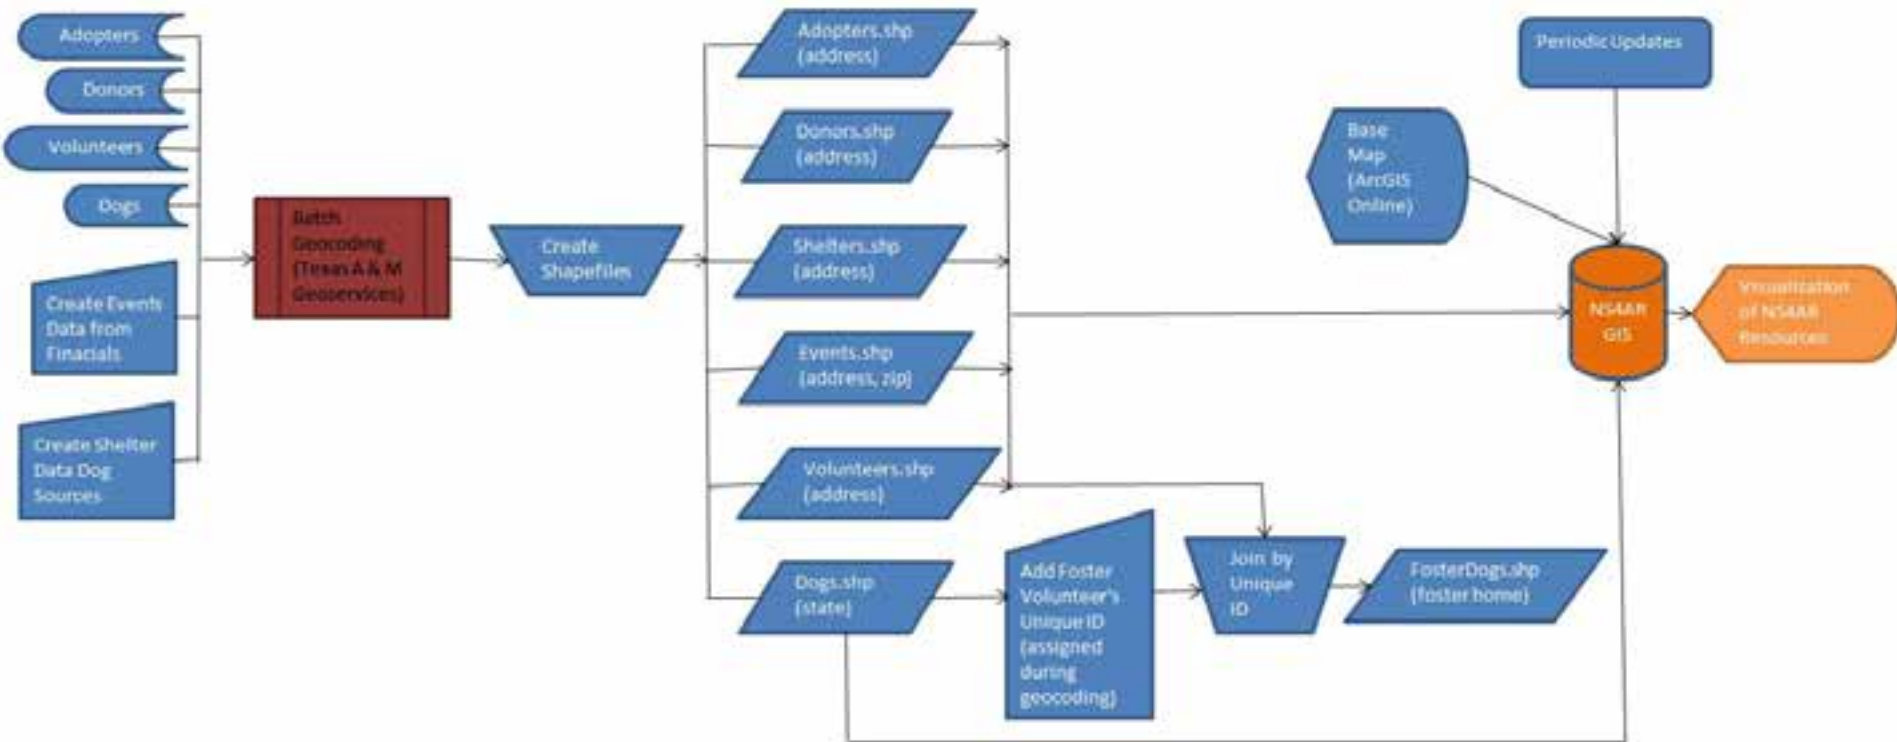 Adopters
Donors
Volunteers
Dogs
Create Events
Data from
Finacials
Create Shelter
Data Dog
Sources
Batch
Geocoding
(Texas A & M
Geoservices)
Create
Shapefiles
Adopters.shp
(address)
Donors.shp
(address)
Shelters.shp
(address)
Events.shp
(address, zip)
Volunteers.shp
(address)
Dogs.shp
(state)
Add Foster
Volunteer's
Unique ID
(assigned
during
geocoding)
Join by
Unique
ID
FosterDogs.shp
(foster home)
Base
Map
(ArcGIS
Online)
Periodic Updates
NS4AR
GIS
Visualization
of NS4AR
Resources